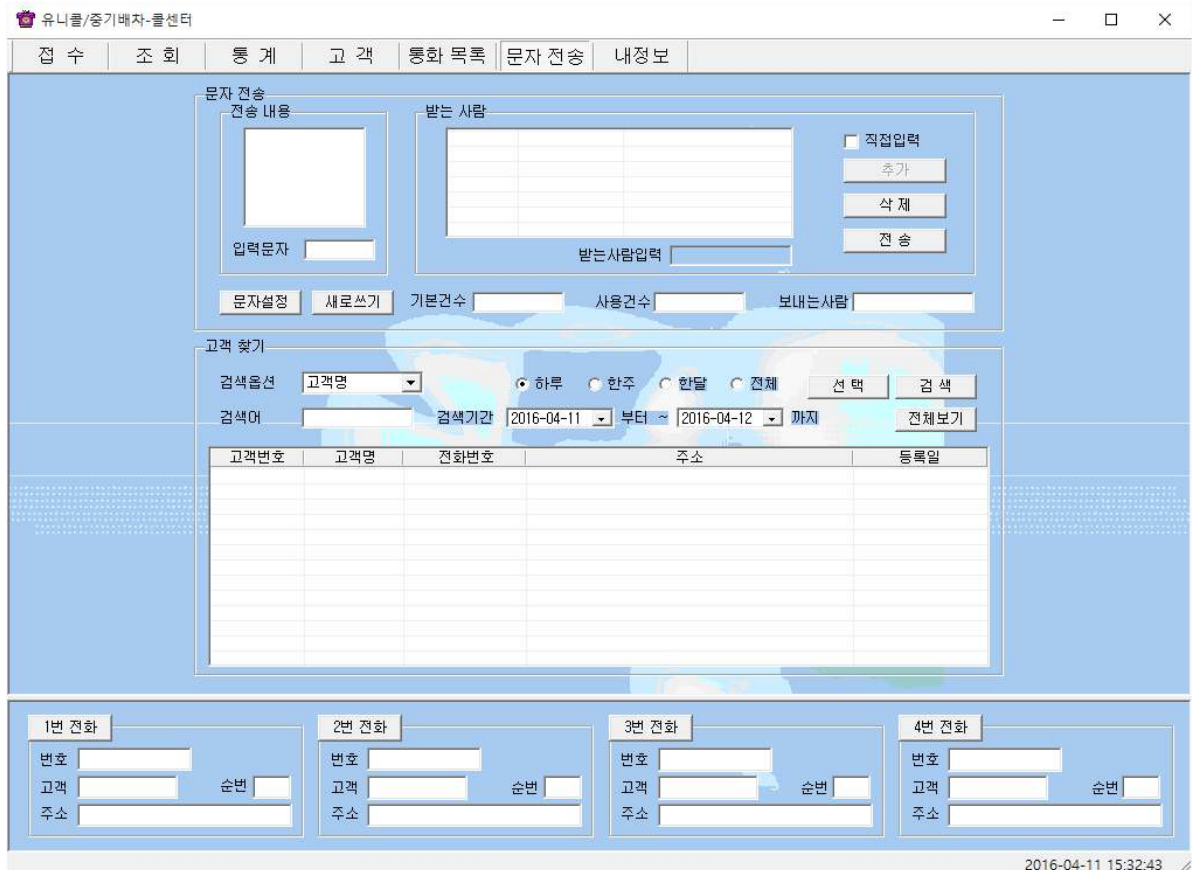 유니콜/중기배차-콜센터
접 수 조 회 통 계 고 객 통화 목록 문자 전송 내정보
문자 전송
전송 내용 받는 사람
직접입력
추가
삭 제
입력문자 받는사람입력 전 송
문자설정 새로쓰기 기본건수 사용건수 보내는사람
고객 찾기
검색옵션 고객명 하루 한주 한달 전체 선 택 검 색
검색어 검색기간 2016-04-11 부터 ~ 2016-04-12 까지 전체보기
고객번호 고객명 전화번호 주소 등록일
1번 전화 2번 전화 3번 전화 4번 전화
번호 번호 번호 번호
고객 순번 고객 순번 고객 순번 고객 순번
주소 주소 주소 주소
2016-04-11 15:32:43